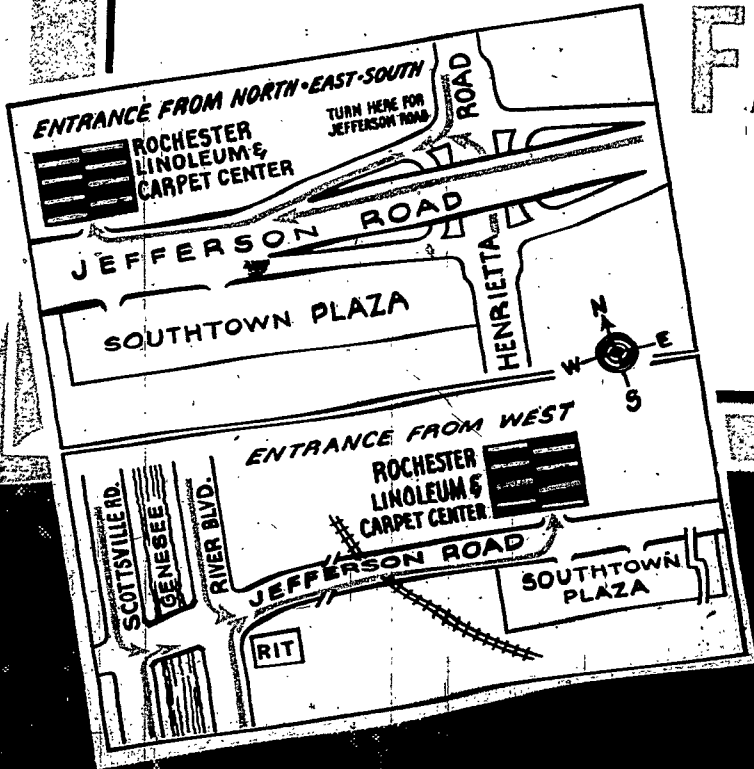 ENTRANCE FROM NORTH•EAST•SOUTH
ROCHESTER
LINOLEUM &
CARPET CENTER
TURN HERE FOR
JEFFERSON ROAD
HENRIETTA ROAD
JEFFERSON ROAD
SOUTHTOWN PLAZA
N
W E
S
ENTRANCE FROM WEST
ROCHESTER
LINOLEUM &
CARPET CENTER
SCOTTSVILLE RD.
GENESEE
RIVER BLVD.
JEFFERSON ROAD
SOUTHTOWN
PLAZA
RIT
F